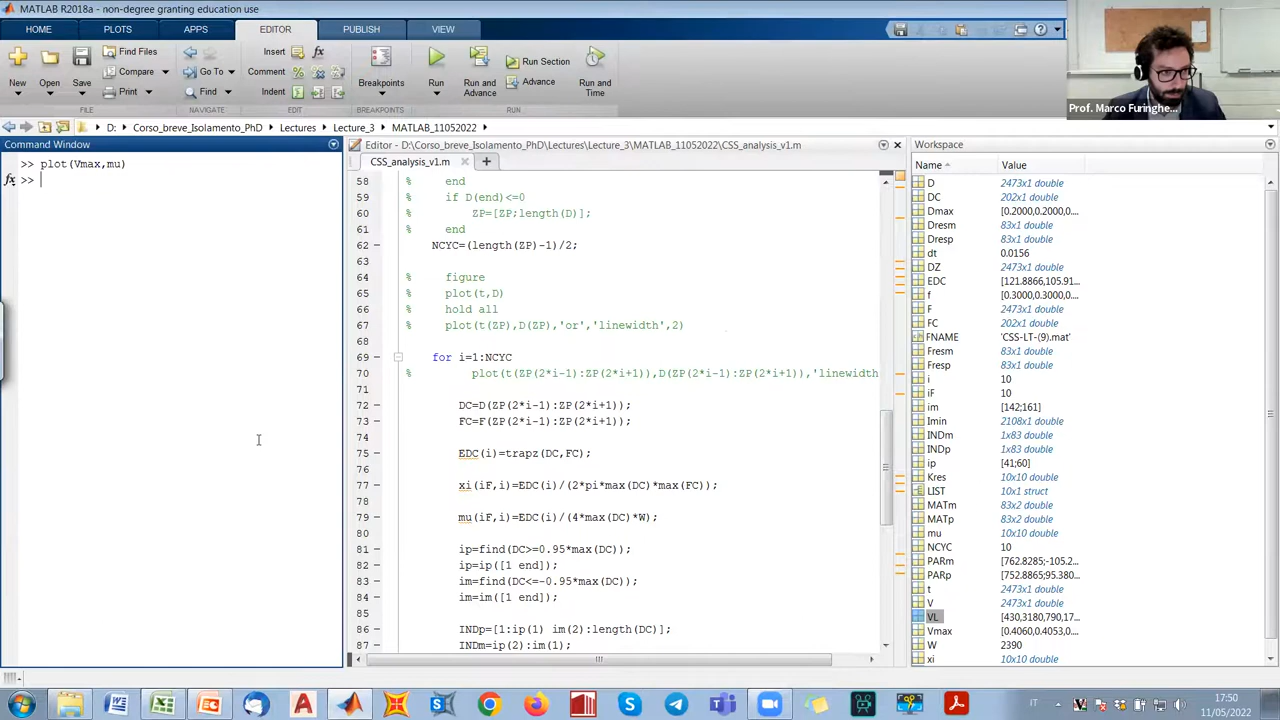 MATLAB R2018a - non-degree granting education use
HOME PLOTS APPS EDITOR PUBLISH VIEW
New Open Save Find Files Compare Print Go To Find Insert Comment Indent Breakpoints Run Run and Advance Run Section Advance Run and Time
FILE NAVIGATE EDIT BREAKPOINTS RUN
Prof. Marco Furinghe...
D: Corso_breve_Isolamento_PhD Lectures Lecture_3 MATLAB_11052022
Command Window
>> plot(Vmax,mu)
fx >>
Editor - D:\Corso_breve_Isolamento_PhD\Lectures\Lecture_3\MATLAB_11052022\CSS_analysis_v1.m
CSS_analysis_v1.m
58 % end
59 % if D(end)<=0
60 % ZP=[ZP;length(D)];
61 % end
62 NCYC=(length(ZP)-1)/2;
63
64 % figure
65 % plot(t,D)
66 % hold all
67 % plot(t(ZP),D(ZP),'or','linewidth',2)
68
69 for i=1:NCYC
70 % plot(t(ZP(2*i-1):ZP(2*i+1)),D(ZP(2*i-1):ZP(2*i+1)),'linewidth
71
72 DC=D(ZP(2*i-1):ZP(2*i+1));
73 FC=F(ZP(2*i-1):ZP(2*i+1));
74
75 EDC(i)=trapz(DC,FC);
76
77 xi(iF,i)=EDC(i)/(2*pi*max(DC)*max(FC));
78
79 mu(iF,i)=EDC(i)/(4*max(DC)*W);
80
81 ip=find(DC>=0.95*max(DC));
82 ip=ip([1 end]);
83 im=find(DC<=-0.95*max(DC));
84 im=im([1 end]);
85
86 INDp=[1:ip(1) im(2):length(DC)];
87 INDm=ip(2):im(1);
Workspace
Name Value
D 2473x1 double
DC 202x1 double
Dmax [0.2000,0.2000,0....
Dresm 83x1 double
Dresp 83x1 double
dt 0.0156
DZ 2473x1 double
EDC [121.8866,105.91...
f [0.3000,0.3000,0....
F 2473x1 double
FC 202x1 double
FNAME 'CSS-LT-(9).mat'
Fresm 83x1 double
Fresp 83x1 double
i 10
iF 10
im [142;161]
Imin 2108x1 double
INDm 1x83 double
INDp 1x83 double
ip [41;60]
Kres 10x10 double
LIST 10x1 struct
MATm 83x2 double
MATp 83x2 double
mu 10x10 double
NCYC 10
PARm [762.8285;-105.2...
PARp [752.8865;95.380...
t 2473x1 double
V 2473x1 double
VL [430,3180,790,17...
Vmax [0.4060,0.4053,0....
W 2390
xi 10x10 double
IT 17:50
11/05/2022